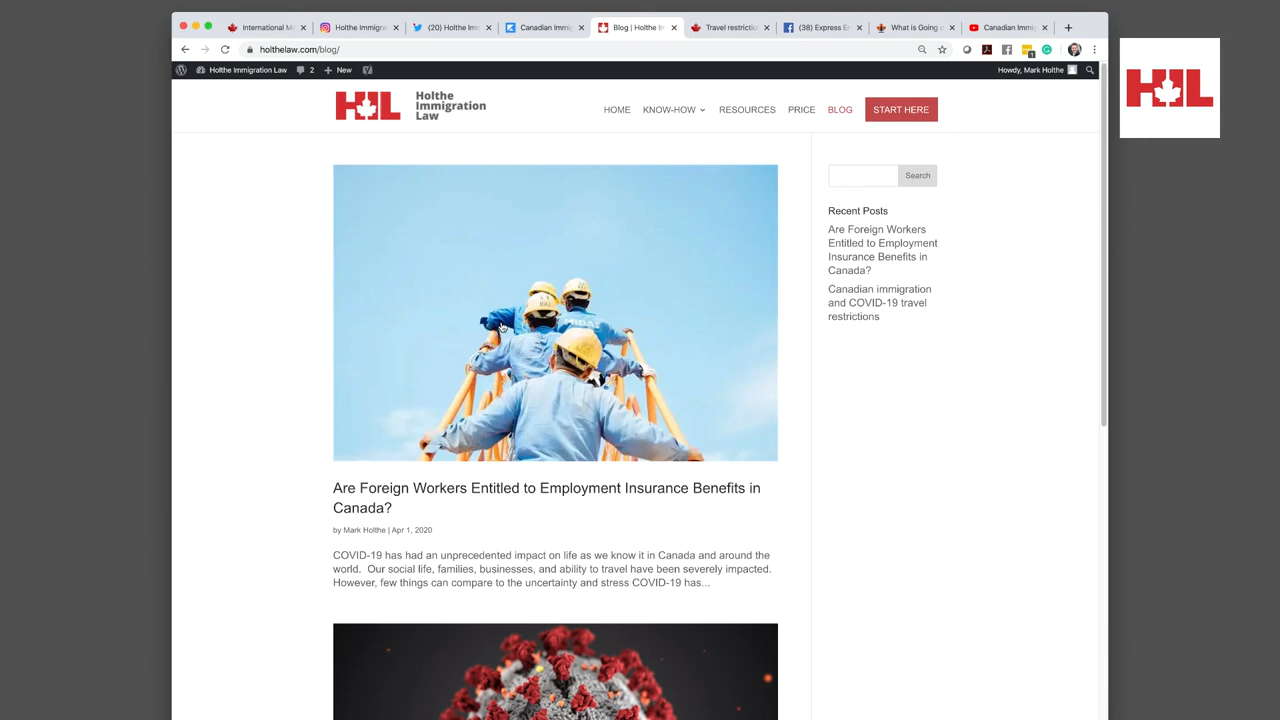 International M
Holthe Immigra
(20) Holthe Im
Canadian Immi
Blog | Holthe Im
Travel restrictio
(38) Express E
What is Going
Canadian Immi
holthelaw.com/blog/
Holthe Immigration Law 2 New Howdy, Mark Holthe
HIL
Holthe
Immigration
Law
HOME KNOW-HOW RESOURCES PRICE BLOG START HERE
HIL
Search
Recent Posts
Are Foreign Workers
Entitled to Employment
Insurance Benefits in
Canada?
Canadian immigration
and COVID-19 travel
restrictions
MIDAS
Are Foreign Workers Entitled to Employment Insurance Benefits in
Canada?
by Mark Holthe | Apr 1, 2020
COVID-19 has had an unprecedented impact on life as we know it in Canada and around the
world. Our social life, families, businesses, and ability to travel have been severely impacted.
However, few things can compare to the uncertainty and stress COVID-19 has...